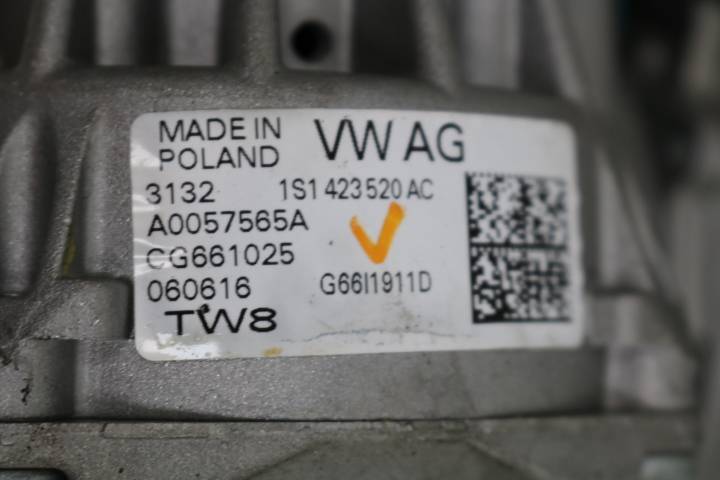 MADE IN POLAND VW AG
3132 1S1 423 520 AC
A0057565A
CG661025
060616 G66I1911D
TW8